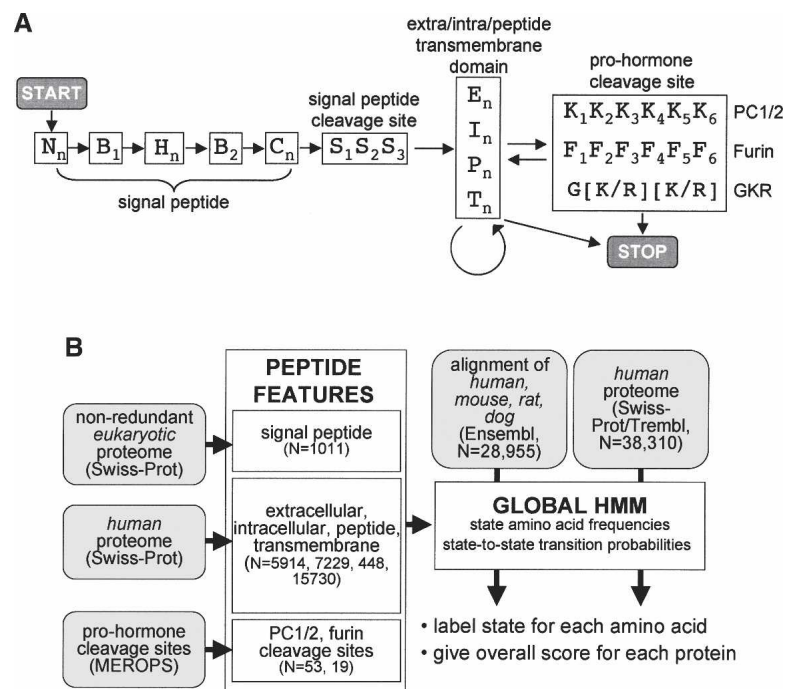 A
START
N_n
B_1
H_n
B_2
C_n
signal peptide
signal peptide
cleavage site
S_1S_2S_3
extra/intra/peptide
transmembrane
domain
E_n
I_n
P_n
T_n
pro-hormone
cleavage site
K_1K_2K_3K_4K_5K_6 PC1/2
F_1F_2F_3F_4F_5F_6 Furin
G[K/R][K/R] GKR
STOP
B
non-redundant
eukaryotic
proteome
(Swiss-Prot)
human
proteome
(Swiss-Prot)
pro-hormone
cleavage sites
(MEROPS)
PEPTIDE
FEATURES
signal peptide
(N=1011)
extracellular,
intracellular, peptide,
transmembrane
(N=5914, 7229, 448,
15730)
PC1/2, furin
cleavage sites
(N=53, 19)
alignment of
human,
mouse, rat,
dog
(Ensembl,
N=28,955)
human
proteome
(Swiss-
Prot/Trembl,
N=38,310)
GLOBAL HMM
state amino acid frequencies
state-to-state transition probabilities
• label state for each amino acid
• give overall score for each protein